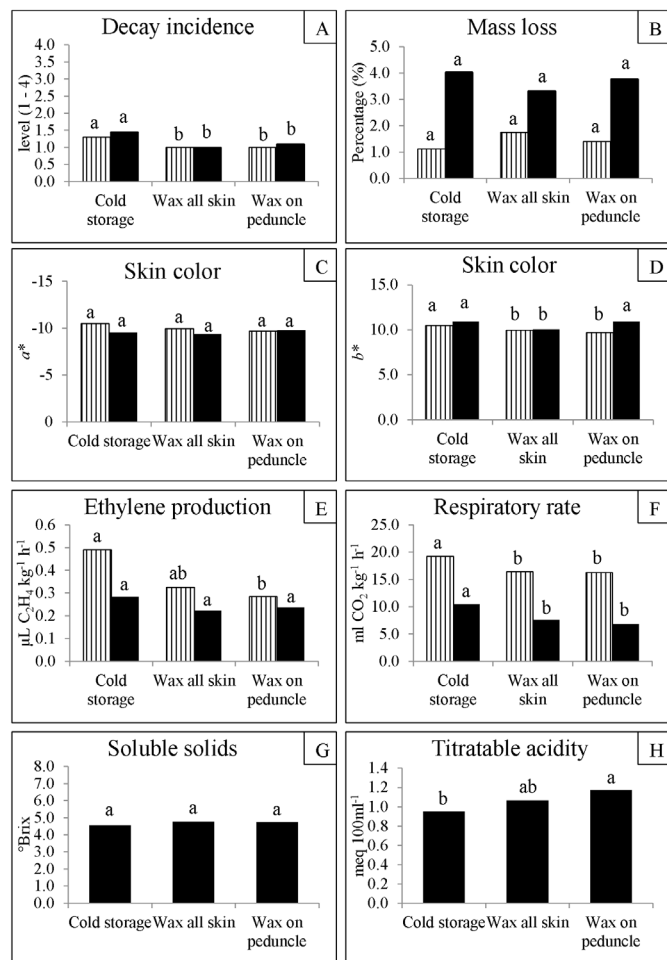 Decay incidence
A
level (1 - 4)
4.0
3.5
3.0
2.5
2.0
1.5
1.0
0.5
0.0
a a b b b b
Cold storage
Wax all skin
Wax on peduncle
Mass loss
B
Percentage (%)
5.0
4.0
3.0
2.0
1.0
0.0
a a a a a a
Cold storage
Wax all skin
Wax on peduncle
Skin color
C
a*
-15
-10
-5
0
a a a a a a
Cold storage
Wax all skin
Wax on peduncle
Skin color
D
b*
15.0
10.0
5.0
0.0
a a b b b a
Cold storage
Wax all skin
Wax on peduncle
Ethylene production
E
µL C₂H₄ kg⁻¹ h⁻¹
0.6
0.5
0.4
0.3
0.2
0.1
0.0
a a ab a b a
Cold storage
Wax all skin
Wax on peduncle
Respiratory rate
F
ml CO₂ kg⁻¹ h⁻¹
25.0
20.0
15.0
10.0
5.0
0.0
a a b b b b
Cold storage
Wax all skin
Wax on peduncle
Soluble solids
G
°Brix
8.0
7.0
6.0
5.0
4.0
3.0
2.0
1.0
0.0
a a a
Cold storage
Wax all skin
Wax on peduncle
Titratable acidity
H
meq 100ml⁻¹
1.4
1.2
1.0
0.8
0.6
0.4
0.2
0.0
b ab a
Cold storage
Wax all skin
Wax on peduncle